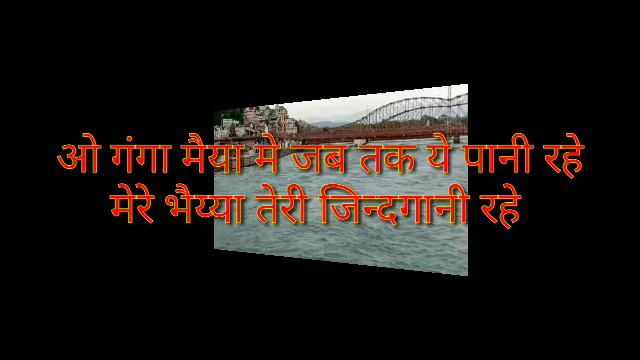 ओ गंगा मैया मे जब तक ये पानी रहे
मेरे भैय्या तेरी जिन्दगानी रहे